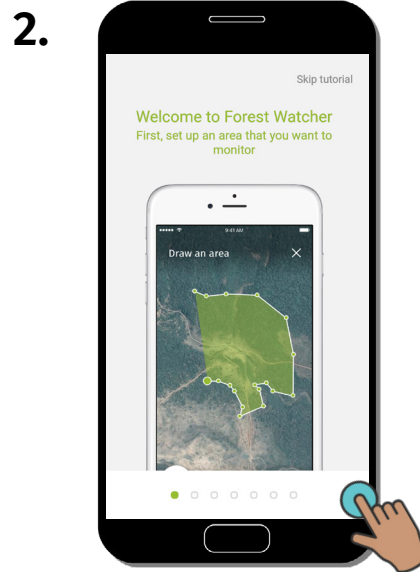 2.
Skip tutorial
Welcome to Forest Watcher
First, set up an area that you want to
monitor
9:41 AM
Draw an area